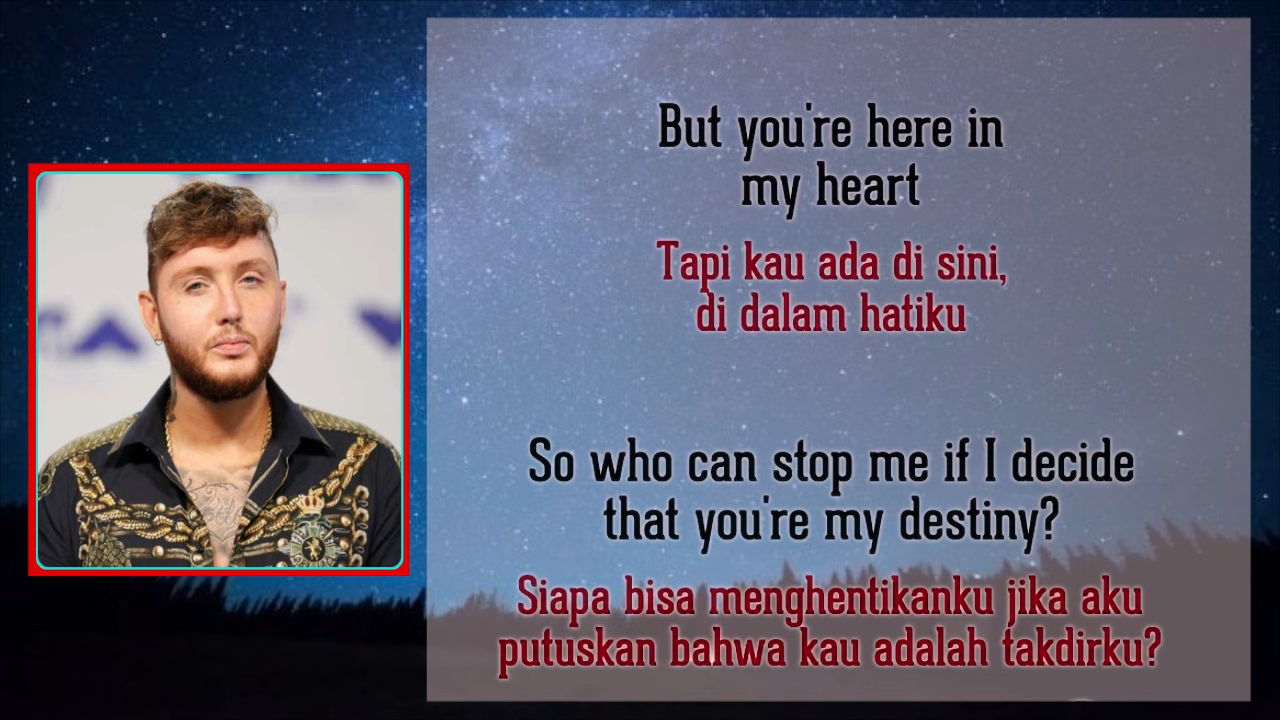 But you're here in
my heart
Tapi kau ada di sini,
di dalam hatiku
So who can stop me if I decide
that you're my destiny?
Siapa bisa menghentikanku jika aku
putuskan bahwa kau adalah takdirku?